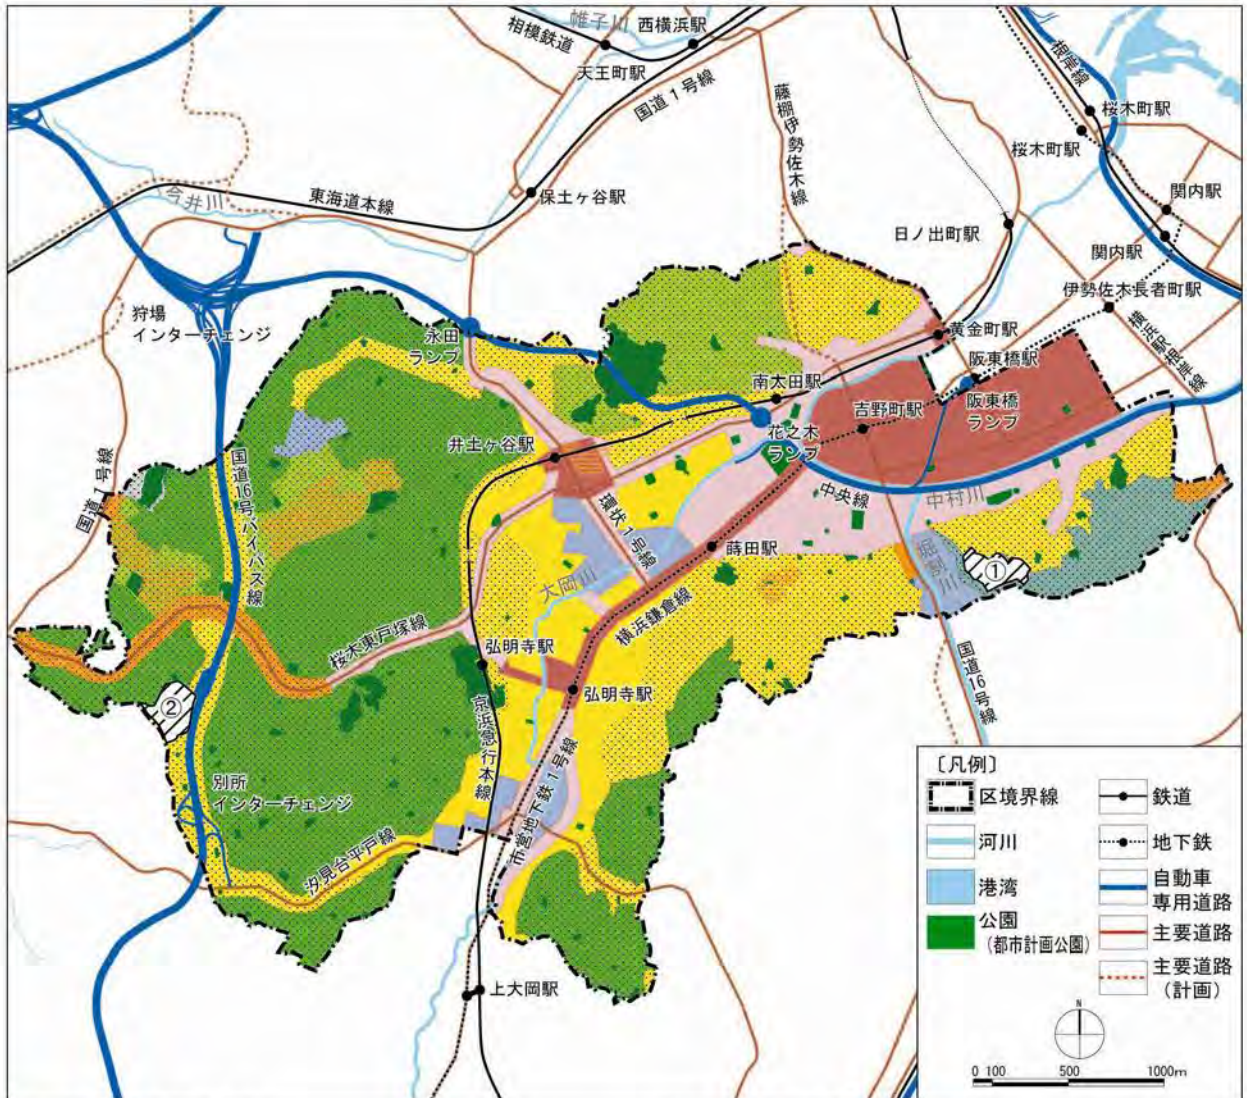 帷子川
西横浜駅
相模鉄道
天王町駅
国道1号線
藤棚伊勢佐木線
根岸線
桜木町駅
桜木町駅
今井川
東海道本線
保土ヶ谷駅
関内駅
日ノ出町駅
関内駅
伊勢佐木長者町駅
狩場
インターチェンジ
永田
ランプ
黄金町駅
横浜駅根岸線
阪東橋駅
南太田駅
吉野町駅
阪東橋
ランプ
花之木
ランプ
井土ヶ谷駅
国道1号線
国道16号バイパス線
環状1号線
中央線
中村川
蒔田駅
堀割川
①
大岡川
横浜鎌倉線
桜木東戸塚線
弘明寺駅
弘明寺駅
国道16号線
②
京浜急行本線
別所
インターチェンジ
市営地下鉄1号線
汐見台平戸線
上大岡駅
〔凡例〕
区境界線
河川
港湾
公園
(都市計画公園)
鉄道
地下鉄
自動車
専用道路
主要道路
主要道路
(計画)
N
0 100 500 1000m